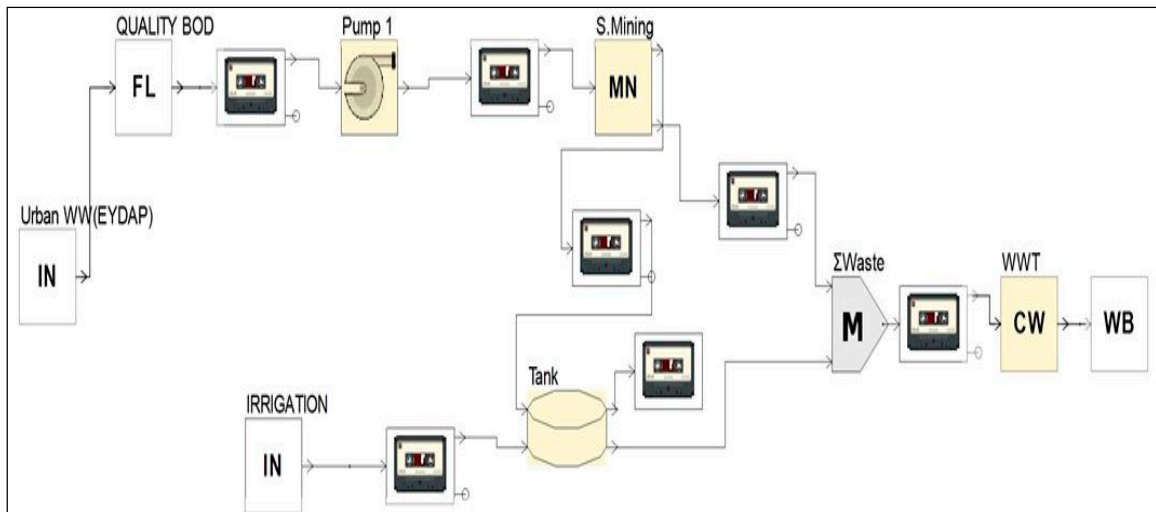 QUALITY BOD
Pump 1
S.Mining
FL
MN
Urban WW(EYDAP)
IN
ΣWaste
WWT
M
CW
WB
Tank
IRRIGATION
IN